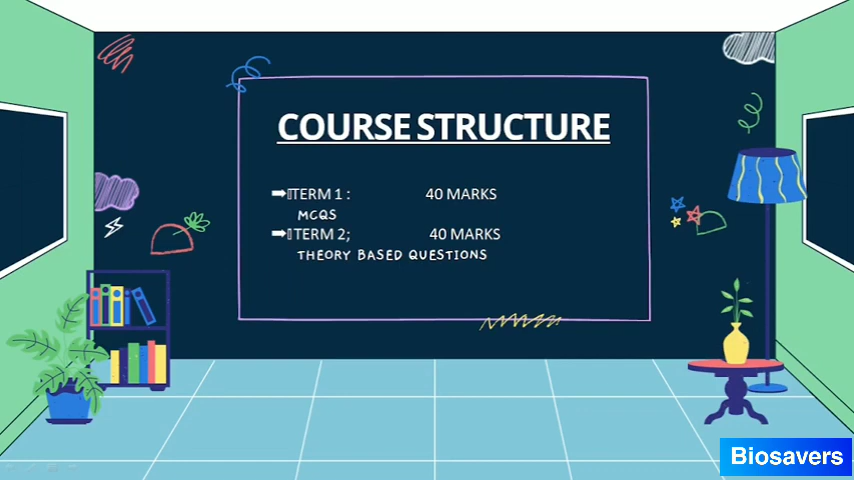 COURSE STRUCTURE
➡TERM 1 : 40 MARKS
MCQS
➡TERM 2; 40 MARKS
THEORY BASED QUESTIONS
Biosavers